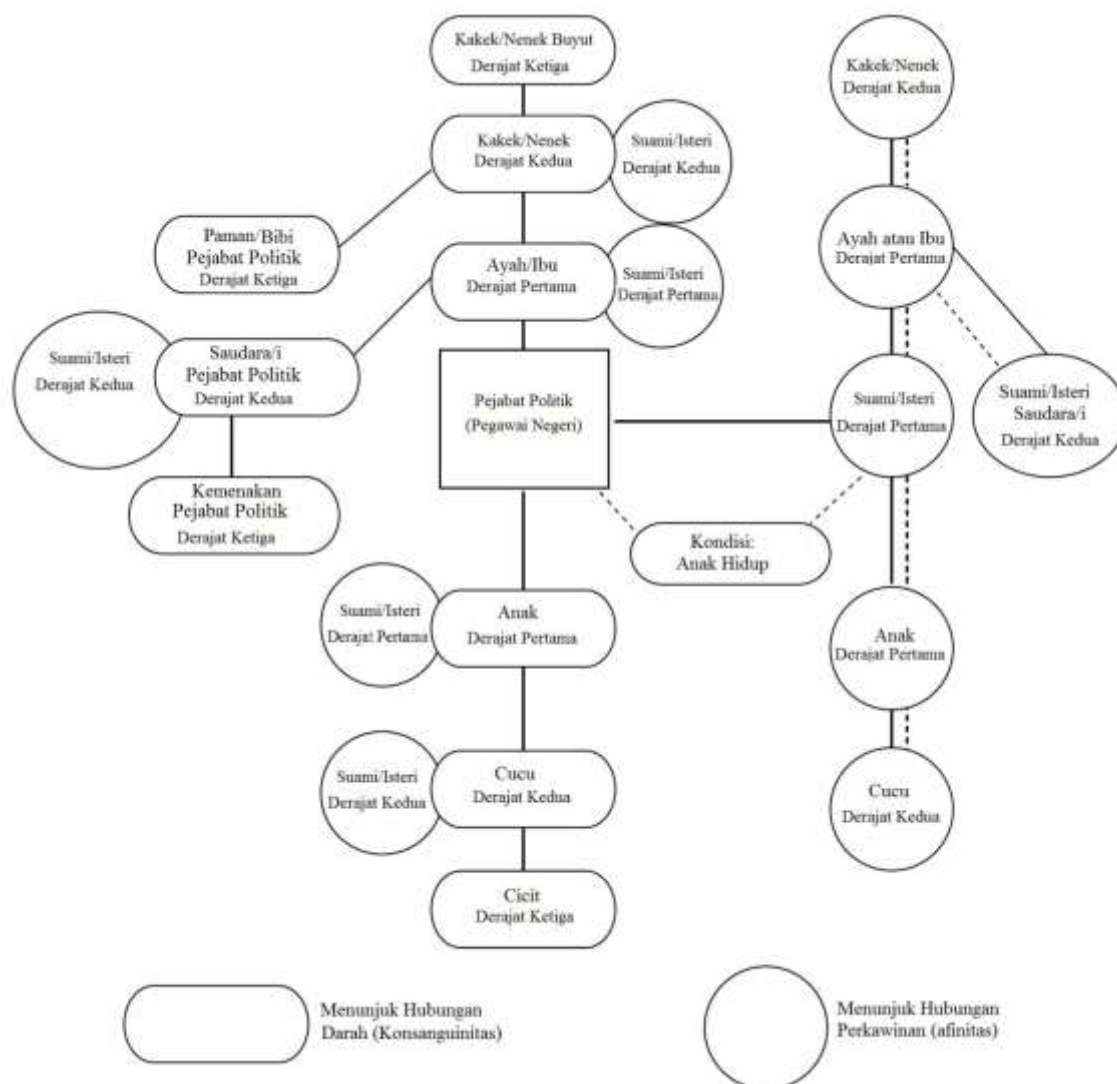 Kakek/Nenek Buyut
Derajat Ketiga
Kakek/Nenek
Derajat Kedua
Kakek/Nenek
Derajat Kedua
Suami/Isteri
Derajat Kedua
Paman/Bibi
Pejabat Politik
Derajat Ketiga
Ayah/Ibu
Derajat Pertama
Suami/Isteri
Derajat Pertama
Ayah atau Ibu
Derajat Pertama
Suami/Isteri
Derajat Kedua
Saudara/i
Pejabat Politik
Derajat Kedua
Pejabat Politik
(Pegawai Negeri)
Suami/Isteri
Derajat Pertama
Suami/Isteri
Saudara/i
Derajat Kedua
Kemenakan
Pejabat Politik
Derajat Ketiga
Kondisi:
Anak Hidup
Suami/Isteri
Derajat Pertama
Anak
Derajat Pertama
Anak
Derajat Pertama
Suami/Isteri
Derajat Kedua
Cucu
Derajat Kedua
Cucu
Derajat Kedua
Cicit
Derajat Ketiga
Menunjuk Hubungan
Darah (Konsanguinitas)
Menunjuk Hubungan
Perkawinan (afinitas)